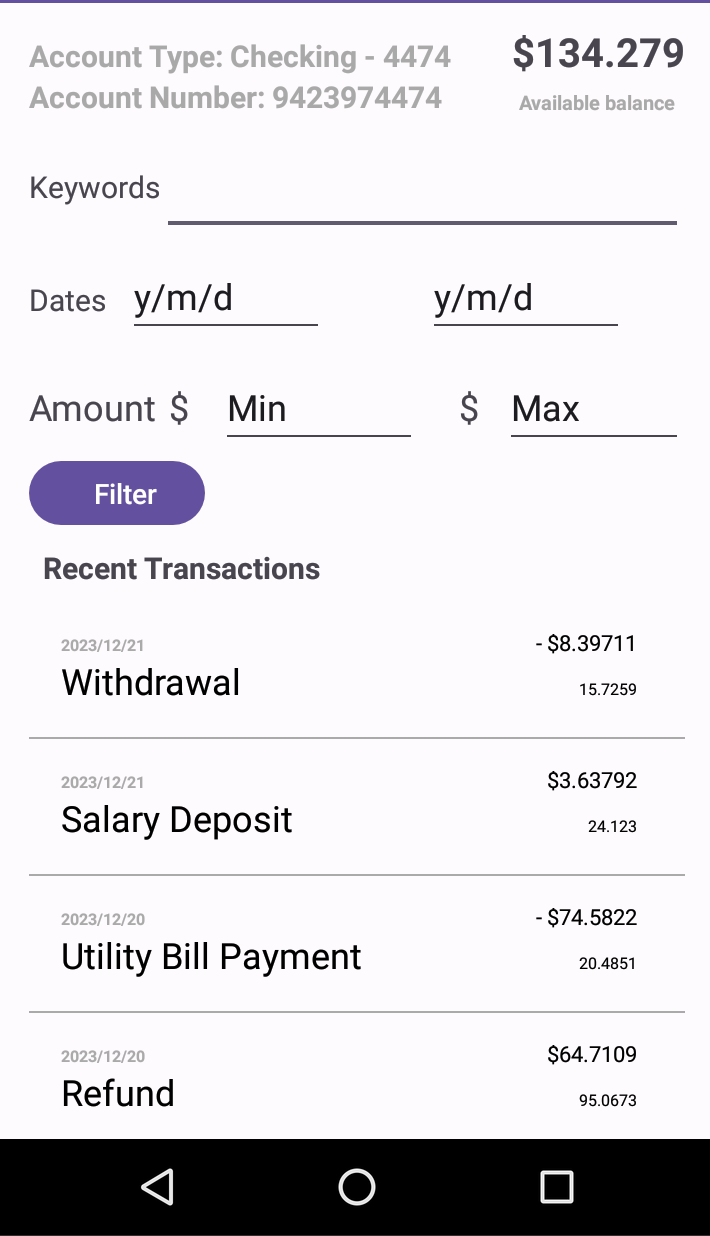 Account Type: Checking - 4474
$134.279
Account Number: 9423974474
Available balance
Keywords
Dates y/m/d y/m/d
Amount $ Min $ Max
Filter
Recent Transactions
2023/12/21
- $8.39711
Withdrawal
15.7259
2023/12/21
$3.63792
Salary Deposit
24.123
2023/12/20
- $74.5822
Utility Bill Payment
20.4851
2023/12/20
$64.7109
Refund
95.0673